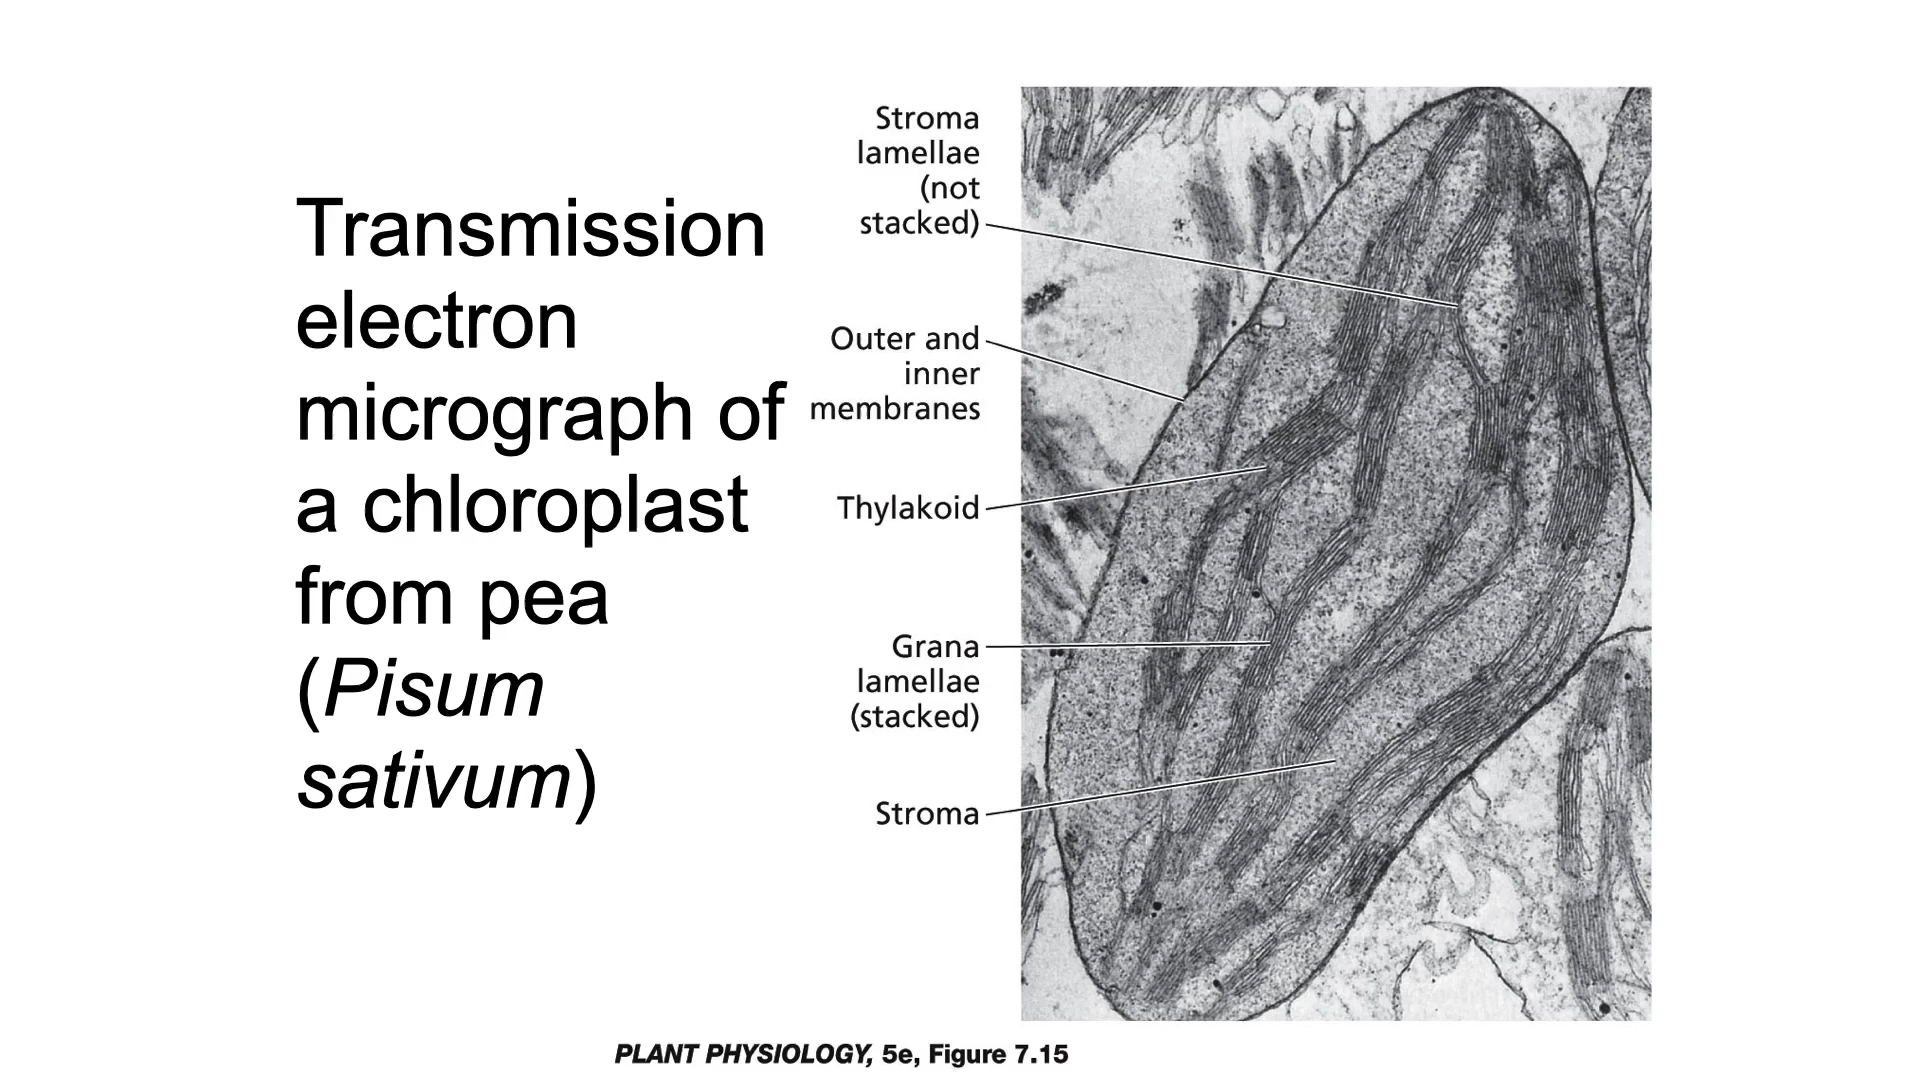 Transmission
electron
micrograph of
a chloroplast
from pea
(Pisum
sativum)
Stroma
lamellae
(not
stacked)
Outer and
inner
membranes
Thylakoid
Grana
lamellae
(stacked)
Stroma
PLANT PHYSIOLOGY, 5e, Figure 7.15